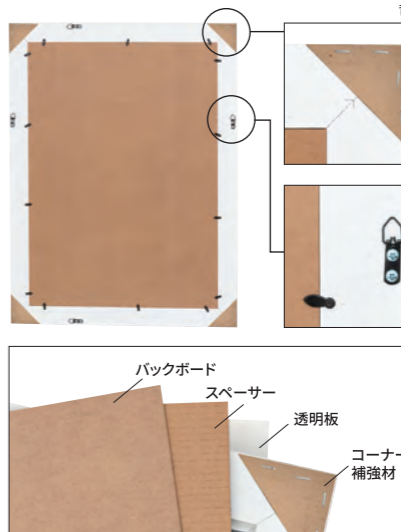 バックボード
スペーサー
透明板
コーナー
補強材